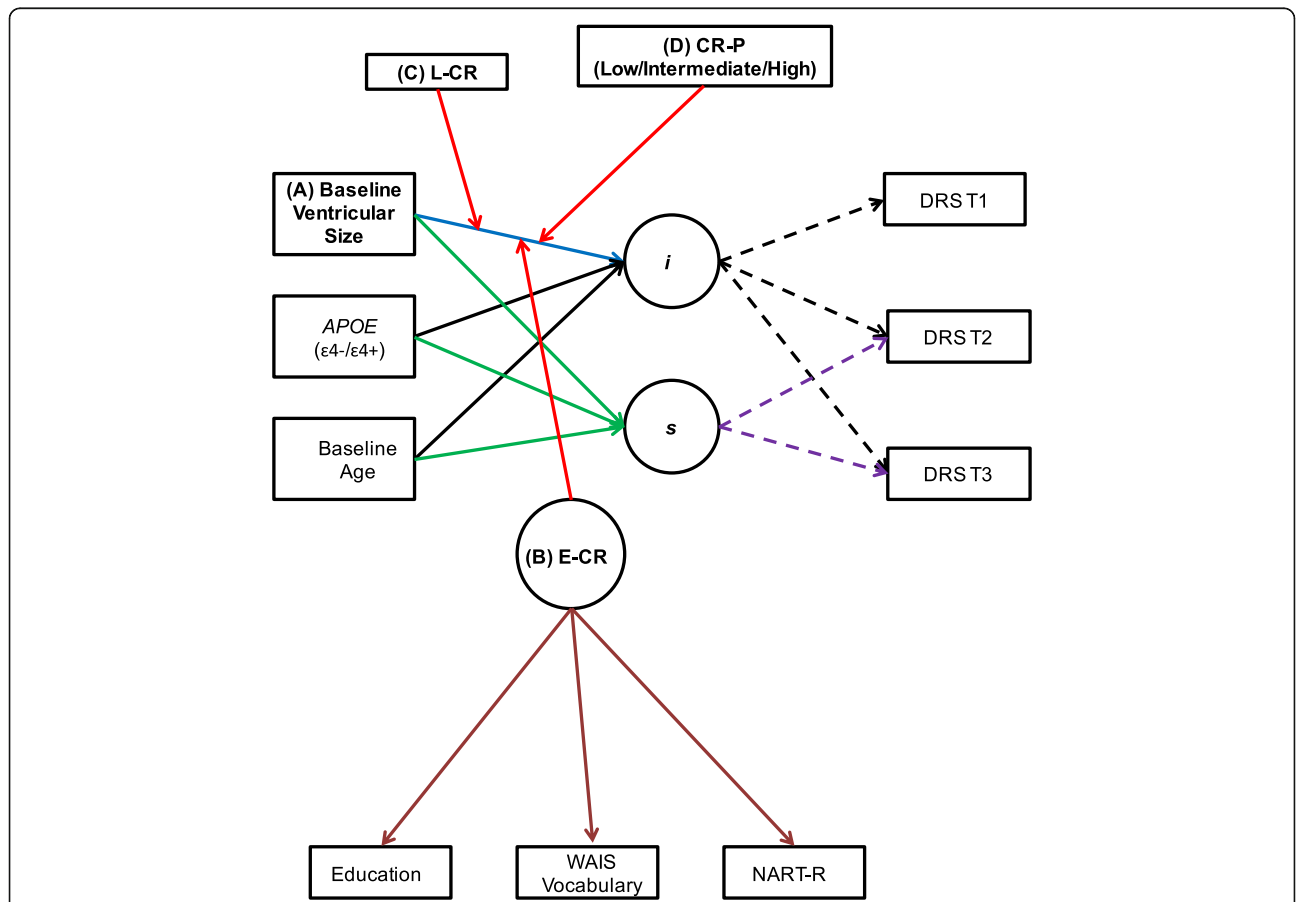 (C) L-CR
(D) CR-P
(Low/Intermediate/High)
(A) Baseline
Ventricular
Size
APOE
(ε4-/ε4+)
Baseline
Age
i
s
DRS T1
DRS T2
DRS T3
(B) E-CR
Education
WAIS
Vocabulary
NART-R